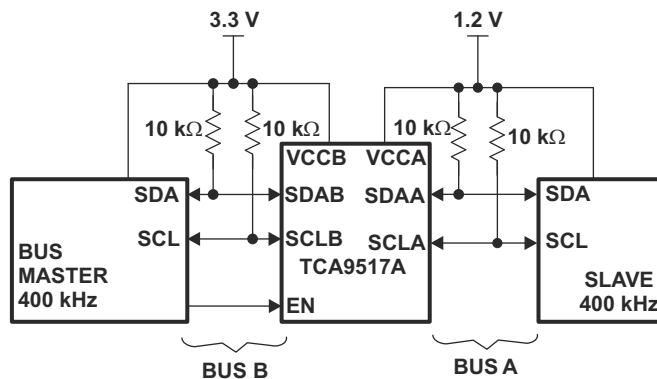 3.3 V
1.2 V
10 kΩ
10 kΩ
10 kΩ
10 kΩ
VCCB
VCCA
SDA
SDAB
SDAA
SDA
SCL
SCLB
SCLA
SCL
BUS
MASTER
400 kHz
TCA9517A
SLAVE
400 kHz
EN
BUS B
BUS A